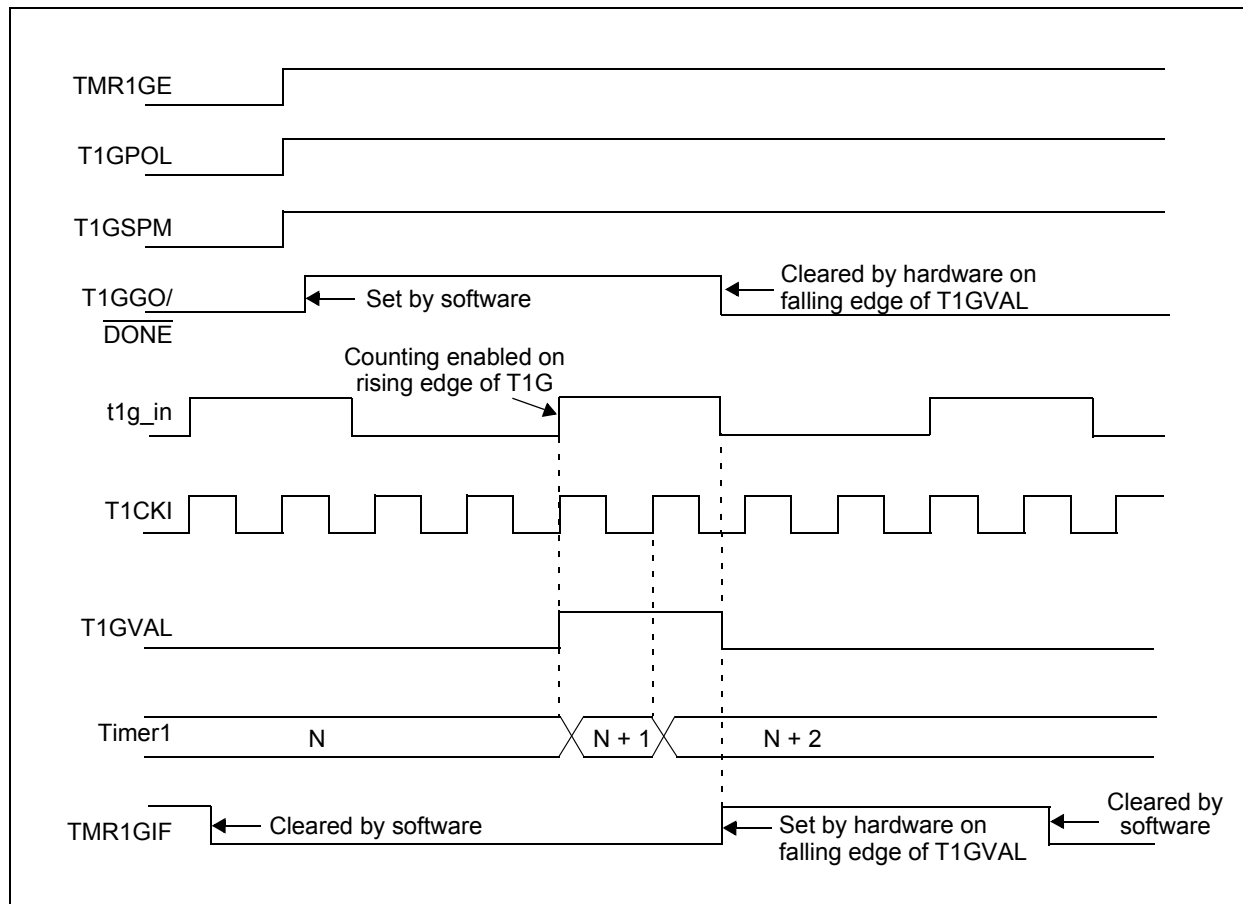 TMR1GE
T1GPOL
T1GSPM
T1GGO/
DONE
Set by software
Cleared by hardware on
falling edge of T1GVAL
Counting enabled on
rising edge of T1G
t1g_in
T1CKI
T1GVAL
Timer1
N
N + 1
N + 2
TMR1GIF
Cleared by software
Set by hardware on
falling edge of T1GVAL
Cleared by
software